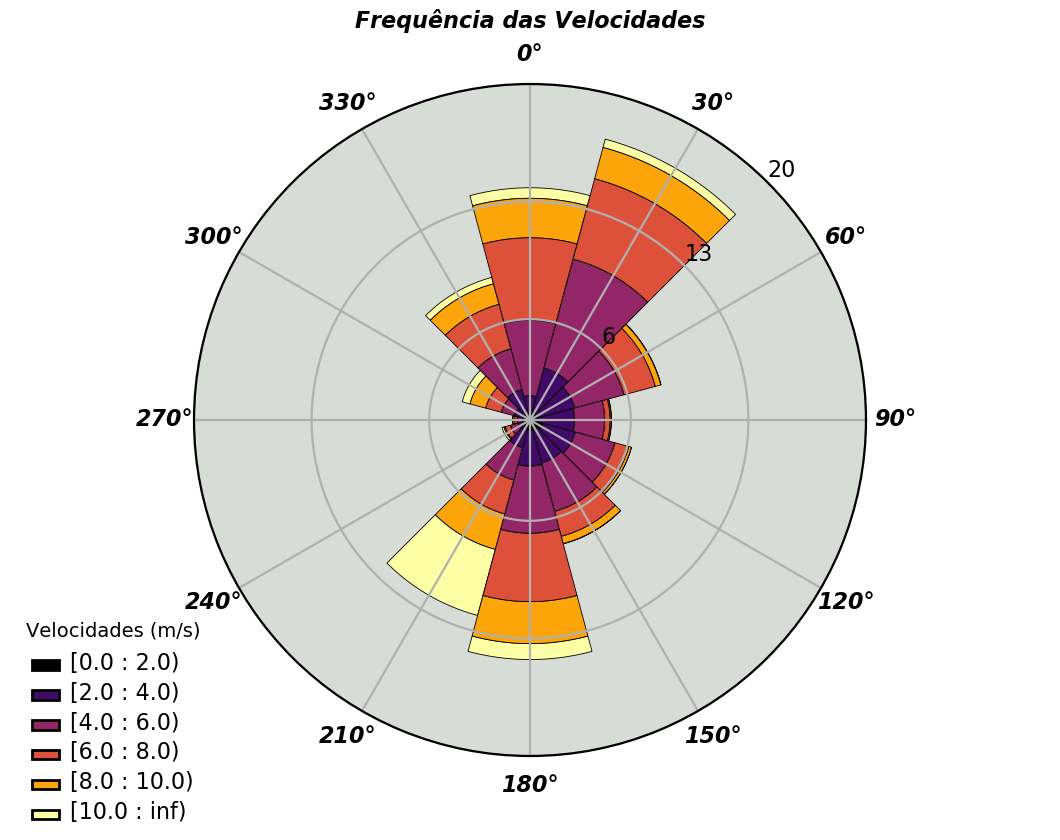 Frequência das Velocidades
0°
330°
30°
20
300°
60°
13
6
270°
90°
240°
120°
210°
150°
180°
Velocidades (m/s)
[0.0 : 2.0)
[2.0 : 4.0)
[4.0 : 6.0)
[6.0 : 8.0)
[8.0 : 10.0)
[10.0 : inf)